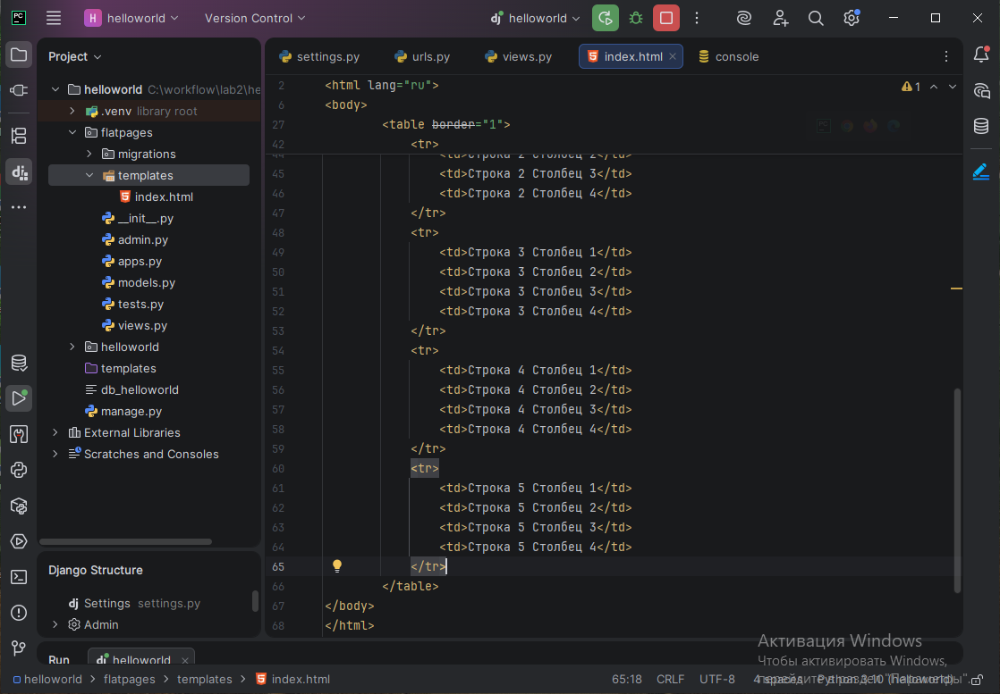 PC
H helloworld Version Control dj helloworld
Project
helloworld C:\workflow\lab2\he
.venv library root
flatpages
migrations
templates
index.html
__init__.py
admin.py
apps.py
models.py
tests.py
views.py
helloworld
templates
db_helloworld
manage.py
External Libraries
Scratches and Consoles
Django Structure
dj Settings settings.py
Admin
settings.py urls.py views.py index.html console
1
2 <html lang="ru">
6 <body>
27 <table border="1">
42 <tr>
44 <td>Строка 2 Столбец 2</td>
45 <td>Строка 2 Столбец 3</td>
46 <td>Строка 2 Столбец 4</td>
47 </tr>
48 <tr>
49 <td>Строка 3 Столбец 1</td>
50 <td>Строка 3 Столбец 2</td>
51 <td>Строка 3 Столбец 3</td>
52 <td>Строка 3 Столбец 4</td>
53 </tr>
54 <tr>
55 <td>Строка 4 Столбец 1</td>
56 <td>Строка 4 Столбец 2</td>
57 <td>Строка 4 Столбец 3</td>
58 <td>Строка 4 Столбец 4</td>
59 </tr>
60 <tr>
61 <td>Строка 5 Столбец 1</td>
62 <td>Строка 5 Столбец 2</td>
63 <td>Строка 5 Столбец 3</td>
64 <td>Строка 5 Столбец 4</td>
65 </tr>
66 </table>
67 </body>
68 </html>
Run dj helloworld
Активация Windows
Чтобы активировать Windows,
перейдите в раздел "Параметры".
helloworld flatpages templates index.html 65:18 CRLF UTF-8 4 spaces Python 3.10 (helloworld)